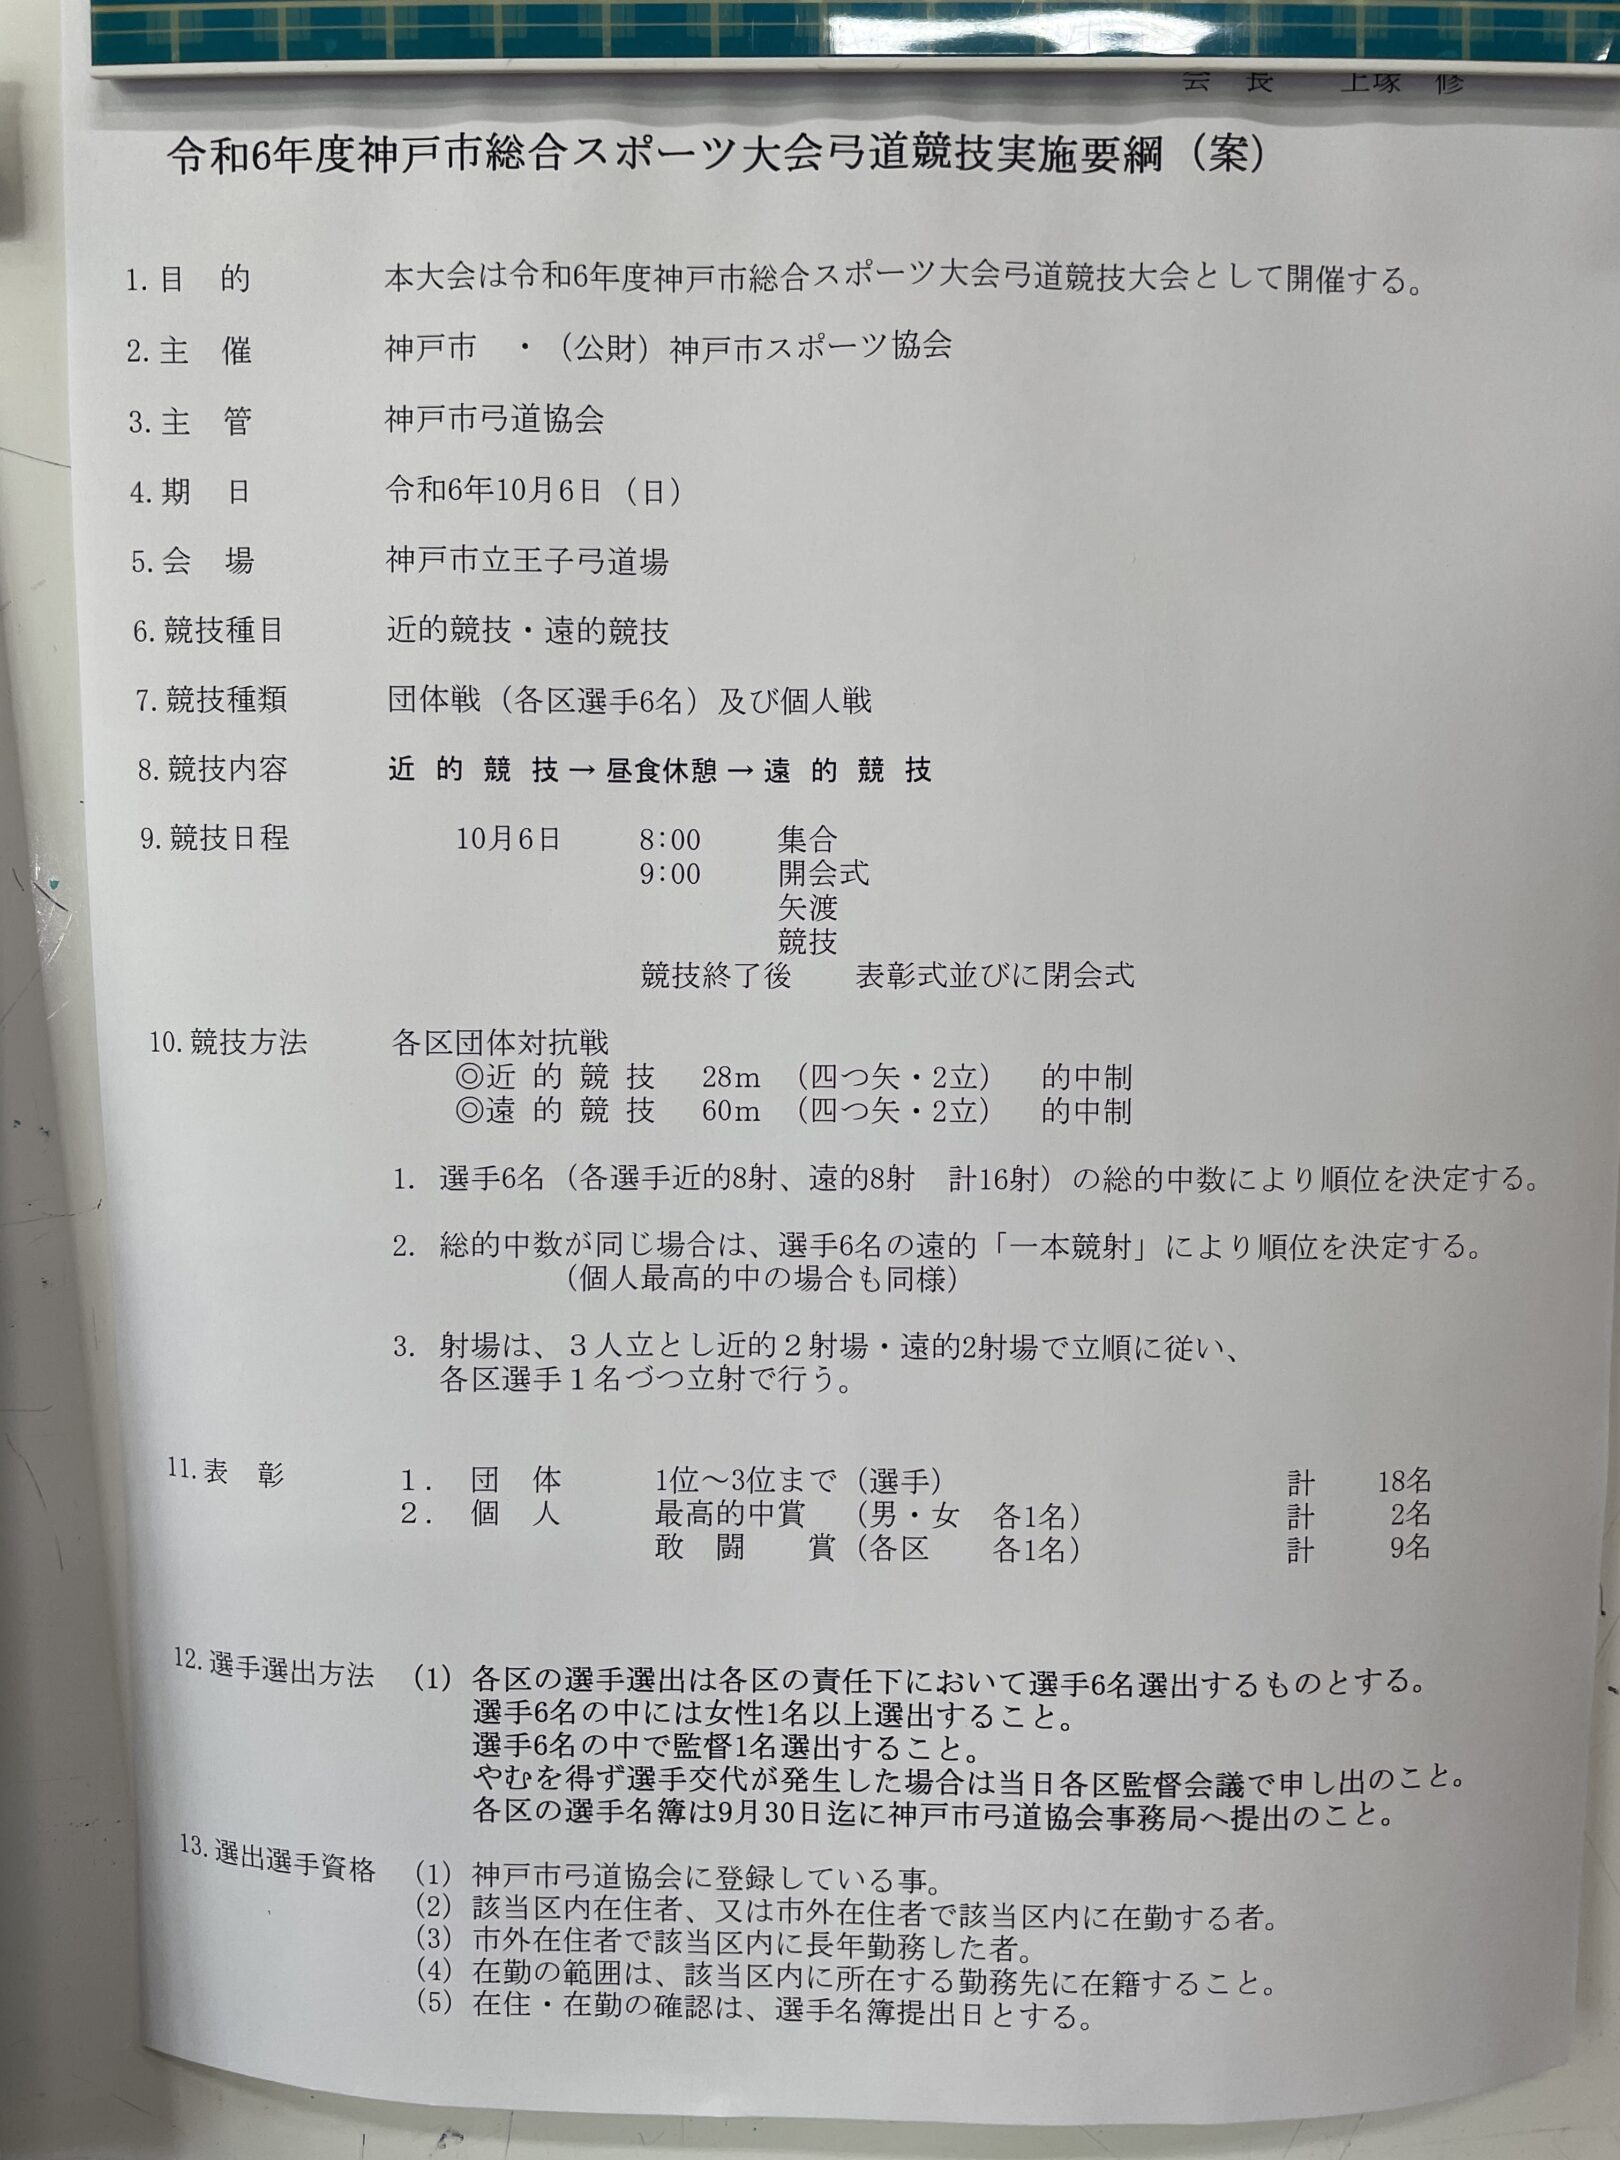 会 長 上塚 修
令和6年度神戸市総合スポーツ大会弓道競技実施要綱（案）
1.目 的 本大会は令和6年度神戸市総合スポーツ大会弓道競技大会として開催する。
2.主 催 神戸市 ・（公財）神戸市スポーツ協会
3.主 管 神戸市弓道協会
4.期 日 令和6年10月6日（日）
5.会 場 神戸市立王子弓道場
6.競技種目 近的競技・遠的競技
7.競技種類 団体戦（各区選手6名）及び個人戦
8.競技内容 近 的 競 技 → 昼食休憩 → 遠 的 競 技
9.競技日程 10月6日 8:00 集合
9:00 開会式
矢渡
競技
競技終了後 表彰式並びに閉会式
10.競技方法 各区団体対抗戦
◎近 的 競 技 28m （四つ矢・2立） 的中制
◎遠 的 競 技 60m （四つ矢・2立） 的中制
1. 選手6名（各選手近的8射、遠的8射 計16射）の総的中数により順位を決定する。
2. 総的中数が同じ場合は、選手6名の遠的「一本競射」により順位を決定する。
（個人最高的中の場合も同様）
3. 射場は、３人立とし近的２射場・遠的2射場で立順に従い、
各区選手１名づつ立射で行う。
11.表 彰 １． 団 体 1位～3位まで（選手） 計 18名
２． 個 人 最高的中賞 （男・女 各1名） 計 2名
敢 闘 賞（各区 各1名） 計 9名
12.選手選出方法 (1) 各区の選手選出は各区の責任下において選手6名選出するものとする。
選手6名の中には女性1名以上選出すること。
選手6名の中で監督1名選出すること。
やむを得ず選手交代が発生した場合は当日各区監督会議で申し出のこと。
各区の選手名簿は9月30日迄に神戸市弓道協会事務局へ提出のこと。
13.選出選手資格 (1) 神戸市弓道協会に登録している事。
(2) 該当区内在住者、又は市外在住者で該当区内に在勤する者。
(3) 市外在住者で該当区内に長年勤務した者。
(4) 在勤の範囲は、該当区内に所在する勤務先に在籍すること。
(5) 在住・在勤の確認は、選手名簿提出日とする。